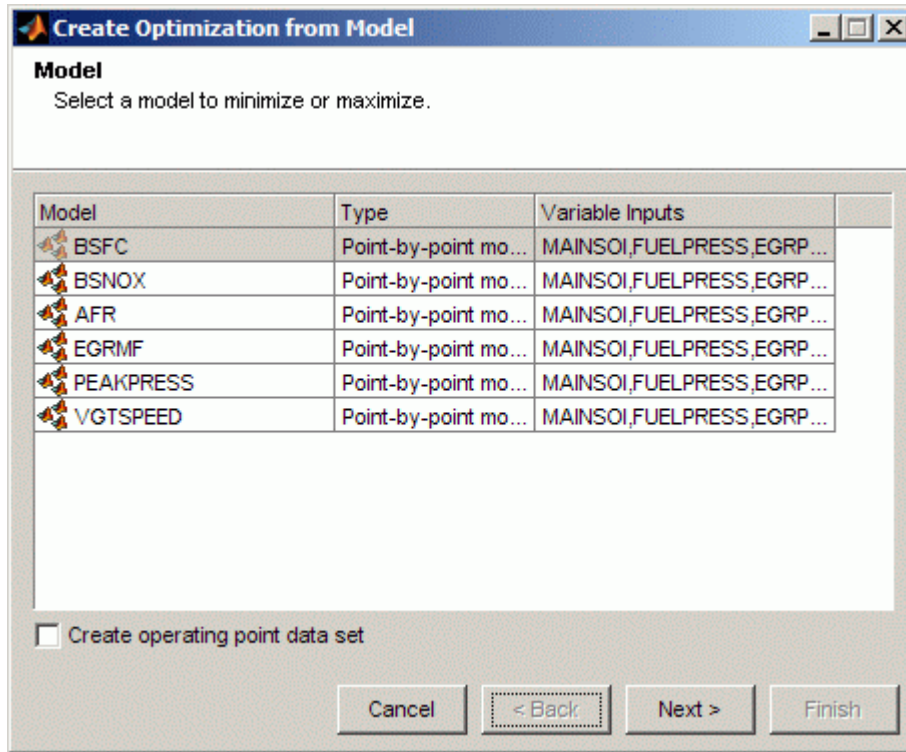 Create Optimization from Model
Model
Select a model to minimize or maximize.
Model Type Variable Inputs
BSFC Point-by-point mo... MAINSOI,FUELPRESS,EGRP...
BSNOX Point-by-point mo... MAINSOI,FUELPRESS,EGRP...
AFR Point-by-point mo... MAINSOI,FUELPRESS,EGRP...
EGRMF Point-by-point mo... MAINSOI,FUELPRESS,EGRP...
PEAKPRESS Point-by-point mo... MAINSOI,FUELPRESS,EGRP...
VGTSPEED Point-by-point mo... MAINSOI,FUELPRESS,EGRP...
Create operating point data set
Cancel < Back Next > Finish